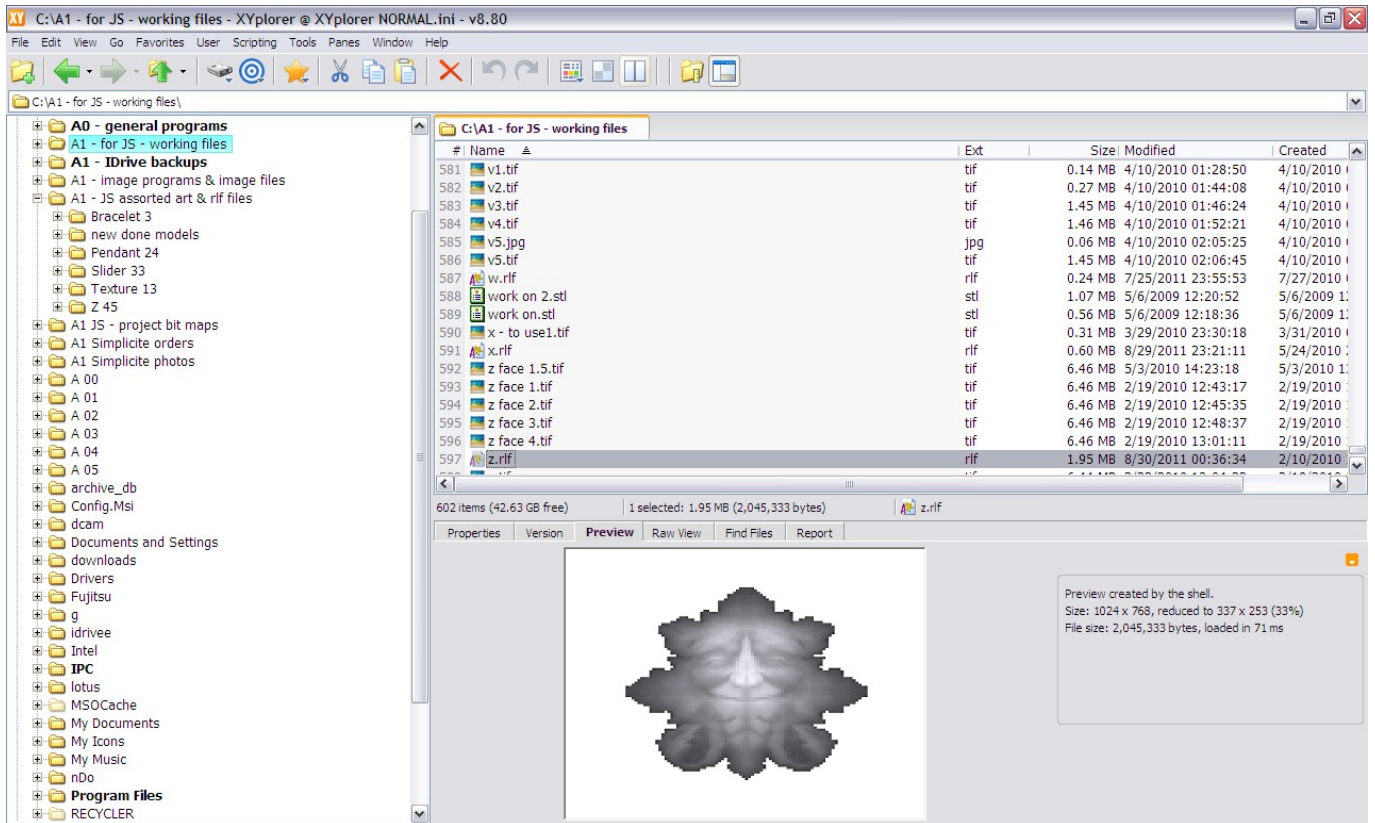 C:\A1 - for JS - working files - XYplorer @ XYplorer NORMAL.ini - v8.80
File Edit View Go Favorites User Scripting Tools Panes Window Help
C:\A1 - for JS - working files\
A0 - general programs
A1 - for JS - working files
A1 - IDrive backups
A1 - image programs & image files
A1 - JS assorted art & rlf files
Bracelet 3
new done models
Pendant 24
Slider 33
Texture 13
Z 45
A1 JS - project bit maps
A1 Simplicite orders
A1 Simplicite photos
A 00
A 01
A 02
A 03
A 04
A 05
archive_db
Config.Msi
dcam
Documents and Settings
downloads
Drivers
Fujitsu
g
idrivee
Intel
IPC
lotus
MSOCache
My Documents
My Icons
My Music
nDo
Program Files
RECYCLER
C:\A1 - for JS - working files
# Name Ext Size Modified Created
581 v1.tif tif 0.14 MB 4/10/2010 01:28:50 4/10/2010
582 v2.tif tif 0.27 MB 4/10/2010 01:44:08 4/10/2010
583 v3.tif tif 1.45 MB 4/10/2010 01:46:24 4/10/2010
584 v4.tif tif 1.46 MB 4/10/2010 01:52:21 4/10/2010
585 v5.jpg jpg 0.06 MB 4/10/2010 02:05:25 4/10/2010
586 v5.tif tif 1.45 MB 4/10/2010 02:06:45 4/10/2010
587 w.rlf rlf 0.24 MB 7/25/2011 23:55:53 7/27/2010
588 work on 2.stl stl 1.07 MB 5/6/2009 12:20:52 5/6/2009
589 work on.stl stl 0.56 MB 5/6/2009 12:18:36 5/6/2009
590 x - to use1.tif tif 0.31 MB 3/29/2010 23:30:18 3/31/2010
591 x.rlf rlf 0.60 MB 8/29/2011 23:21:11 5/24/2010
592 z face 1.5.tif tif 6.46 MB 5/3/2010 14:23:18 5/3/2010
593 z face 1.tif tif 6.46 MB 2/19/2010 12:43:17 2/19/2010
594 z face 2.tif tif 6.46 MB 2/19/2010 12:45:35 2/19/2010
595 z face 3.tif tif 6.46 MB 2/19/2010 12:48:37 2/19/2010
596 z face 4.tif tif 6.46 MB 2/19/2010 13:01:11 2/19/2010
597 z.rlf rlf 1.95 MB 8/30/2011 00:36:34 2/10/2010
602 items (42.63 GB free) 1 selected: 1.95 MB (2,045,333 bytes) z.rlf
Properties Version Preview Raw View Find Files Report
Preview created by the shell.
Size: 1024 x 768, reduced to 337 x 253 (33%)
File size: 2,045,333 bytes, loaded in 71 ms